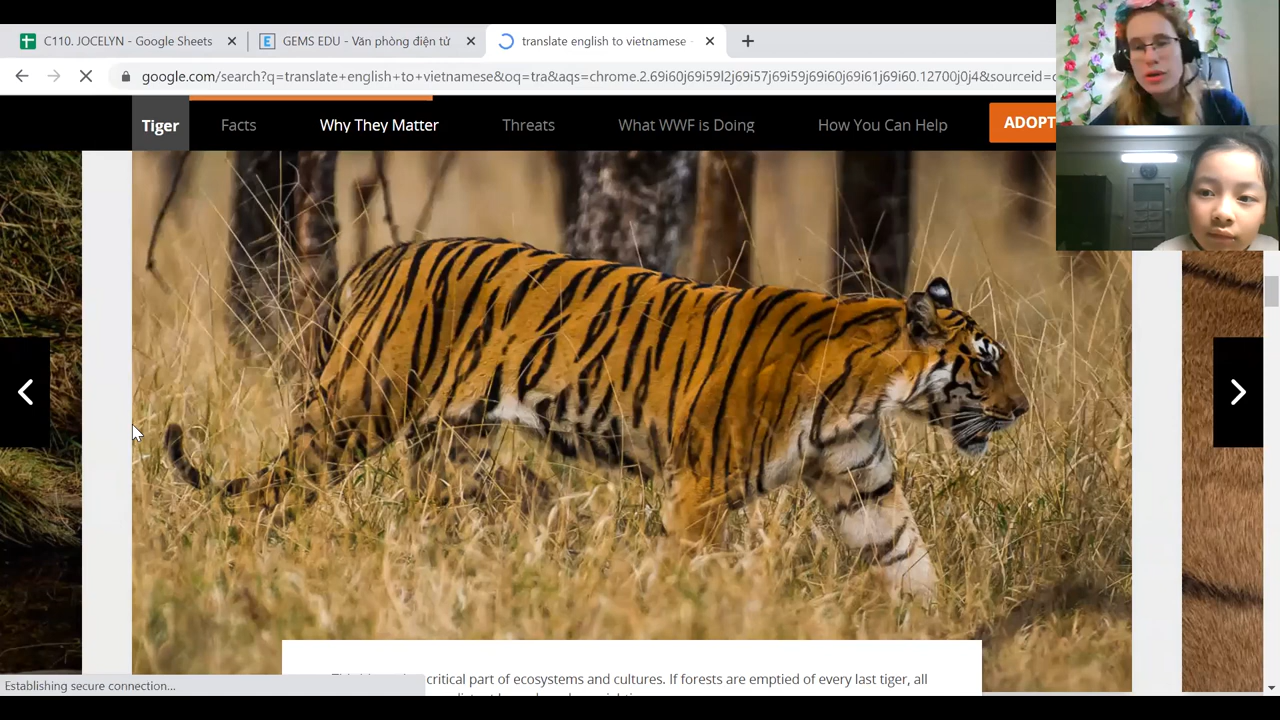 C110. JOCELYN - Google Sheets
GEMS EDU - Văn phòng điện tử
translate english to vietnamese -
google.com/search?q=translate+english+to+vietnamese&oq=tra&aqs=chrome.2.69i60j69i59l2j69i57j69i59j69i60j69i61j69i60.12700j0j4&sourceid=
Tiger
Facts
Why They Matter
Threats
What WWF is Doing
How You Can Help
ADOPT
critical part of ecosystems and cultures. If forests are emptied of every last tiger, all
Establishing secure connection...